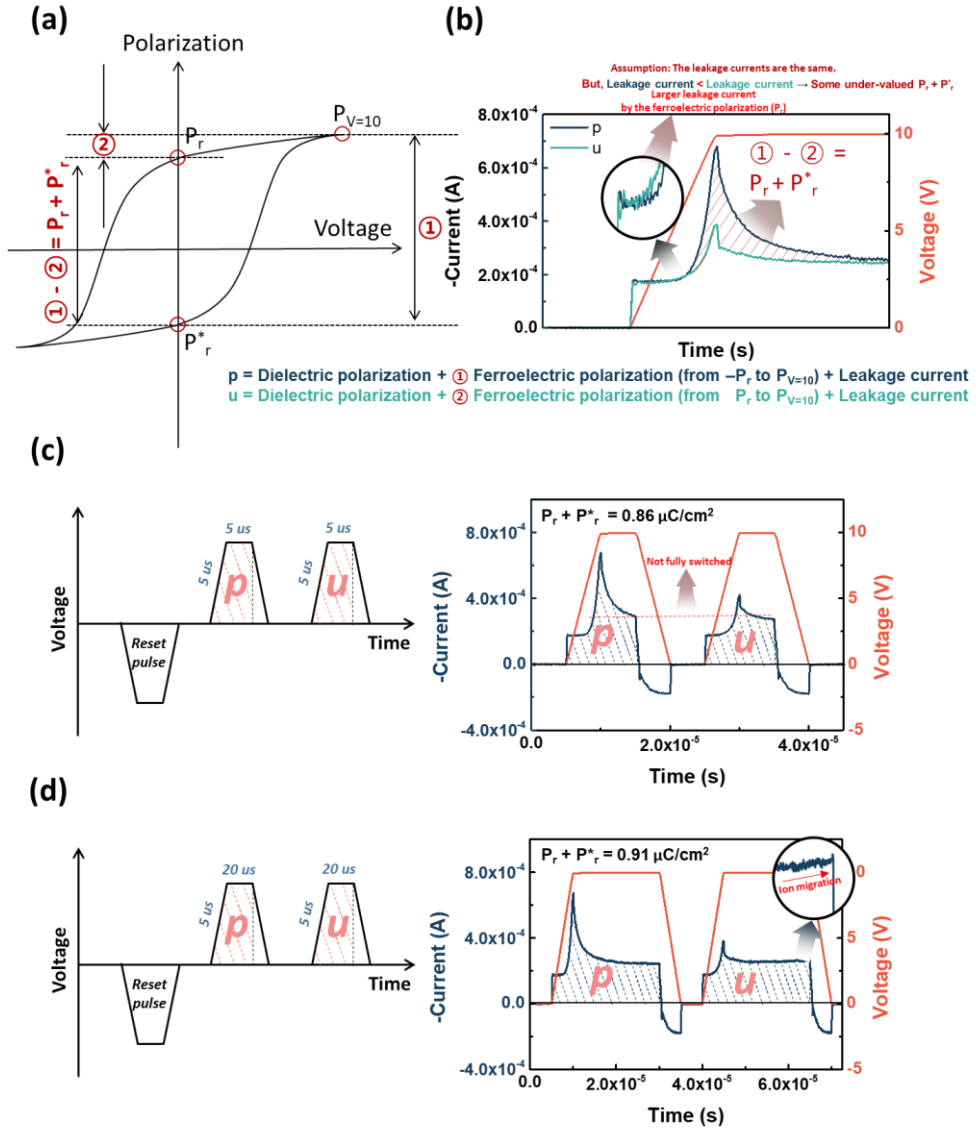 (a)
Polarization
P_V=10
P_r
②
① - ② = P_r + P*_r
Voltage
①
P*_r
(b)
Assumption: The leakage currents are the same.
But, Leakage current < Leakage current → Some under-valued P_r + P*_r
Larger leakage current
by the ferroelectric polarization (P_r)
8.0x10⁻⁴
6.0x10⁻⁴
4.0x10⁻⁴
2.0x10⁻⁴
0.0
-Current (A)
p
u
① - ② =
P_r + P*_r
10
5
0
Voltage (V)
Time (s)
p = Dielectric polarization + ① Ferroelectric polarization (from –P_r to P_V=10) + Leakage current
u = Dielectric polarization + ② Ferroelectric polarization (from P_r to P_V=10) + Leakage current
(c)
Voltage
5 us
5 us
5 us
5 us
p
u
Reset
pulse
Time
P_r + P*_r = 0.86 μC/cm²
Not fully switched
8.0x10⁻⁴
4.0x10⁻⁴
0.0
-4.0x10⁻⁴
-Current (A)
p
u
10
5
0
-5
Voltage (V)
0.0
2.0x10⁻⁵
4.0x10⁻⁵
Time (s)
(d)
Voltage
20 us
20 us
5 us
5 us
p
u
Reset
pulse
Time
P_r + P*_r = 0.91 μC/cm²
Ion migration
8.0x10⁻⁴
4.0x10⁻⁴
0.0
-4.0x10⁻⁴
-Current (A)
p
u
0
5
0
-5
Voltage (V)
0.0
2.0x10⁻⁵
4.0x10⁻⁵
6.0x10⁻⁵
Time (s)